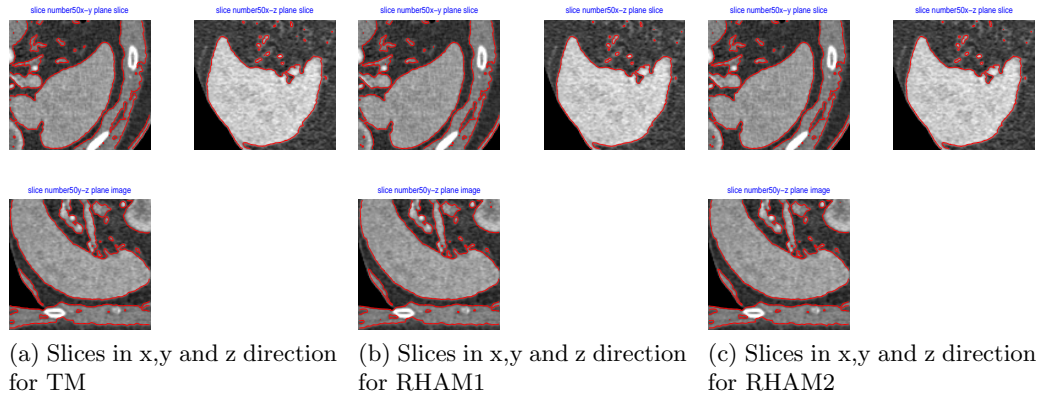 slice number50x−y plane slice
slice number50x−z plane slice
slice number50x−y plane slice
slice number50x−z plane slice
slice number50x−y plane slice
slice number50x−z plane slice
slice number50y−z plane image
slice number50y−z plane image
slice number50y−z plane image
(a) Slices in x,y and z direction
for TM
(b) Slices in x,y and z direction
for RHAM1
(c) Slices in x,y and z direction
for RHAM2